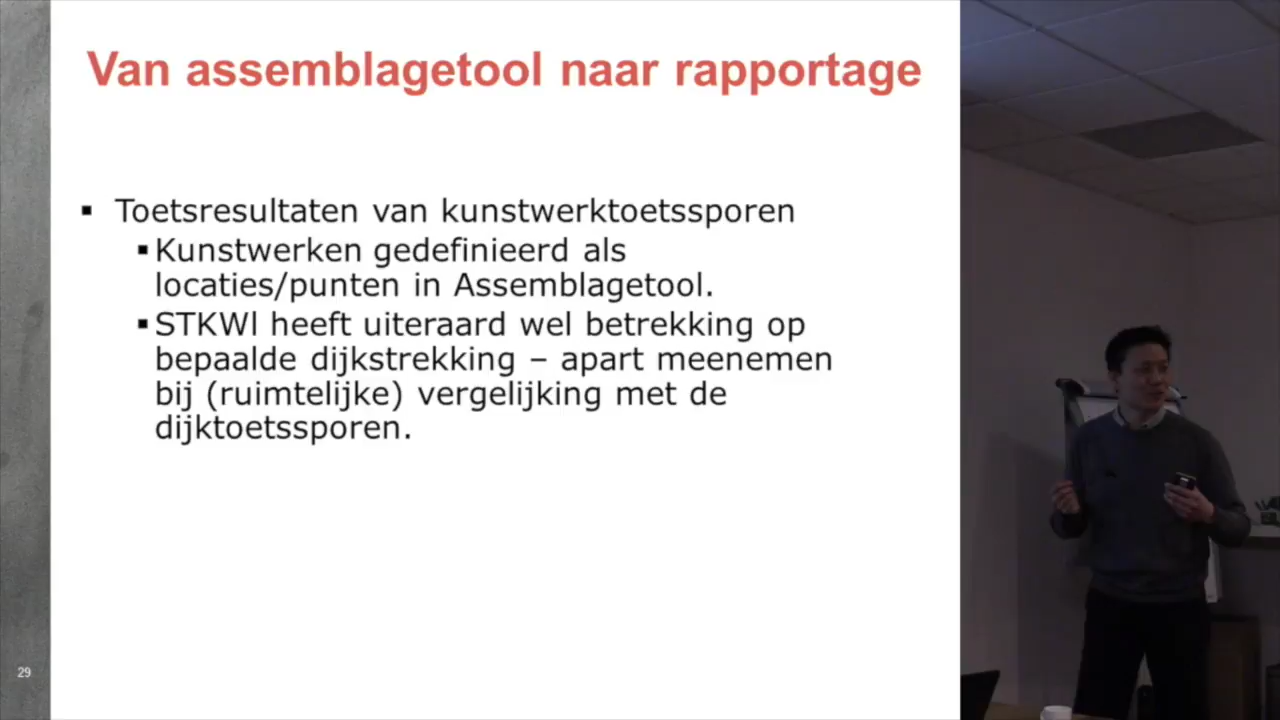 Van assemblagetool naar rapportage
▪ Toetsresultaten van kunstwerktoetssporen
▪ Kunstwerken gedefinieerd als
locaties/punten in Assemblagetool.
▪ STKWl heeft uiteraard wel betrekking op
bepaalde dijkstrekking – apart meenemen
bij (ruimtelijke) vergelijking met de
dijktoetssporen.
29